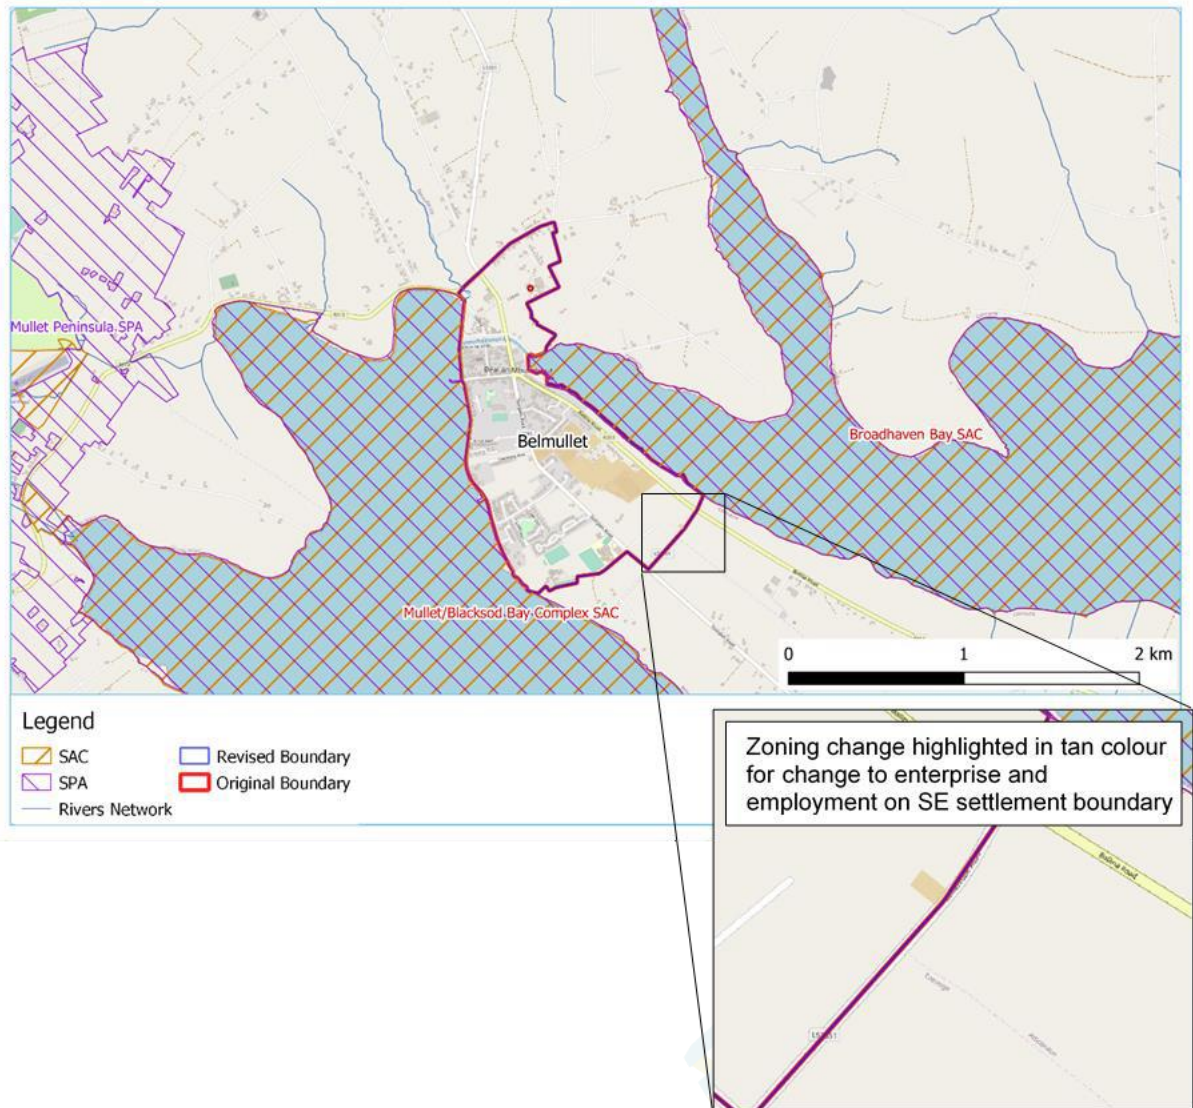 Mullet Peninsula SPA
Belmullet
Broadhaven Bay SAC
Mullet/Blacksod Bay Complex SAC
0 1 2 km
Legend
SAC
SPA
Rivers Network
Revised Boundary
Original Boundary
Zoning change highlighted in tan colour
for change to enterprise and
employment on SE settlement boundary
Ballina Road